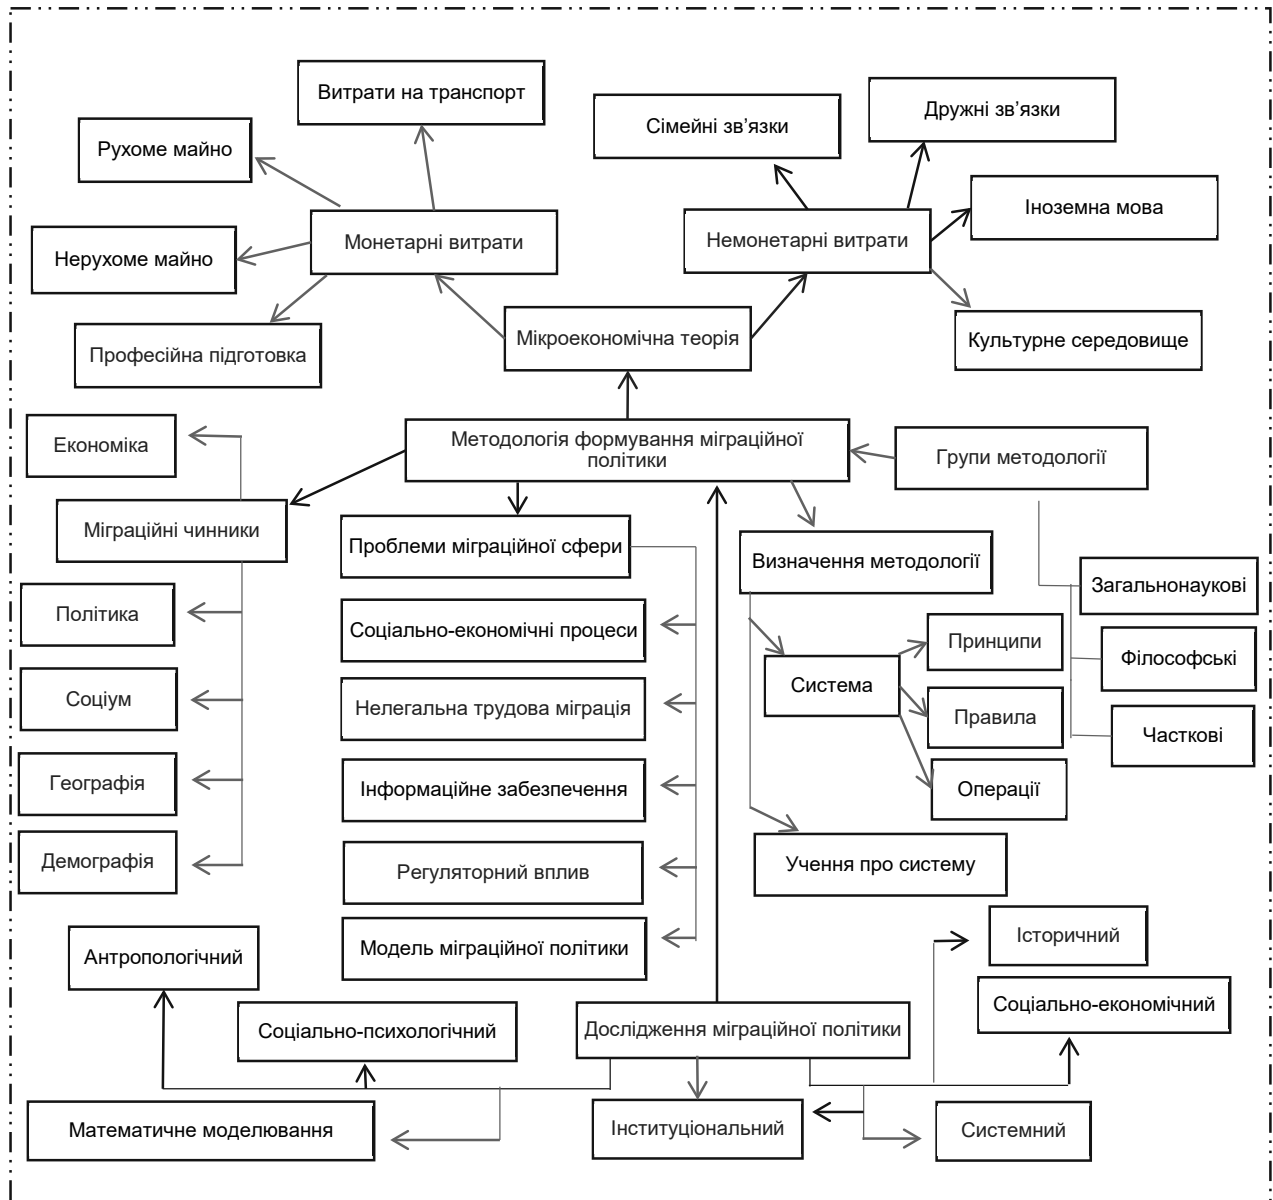 Витрати на транспорт
Дружні зв’язки
Сімейні зв’язки
Рухоме майно
Іноземна мова
Монетарні витрати
Немонетарні витрати
Нерухоме майно
Мікроекономічна теорія
Культурне середовище
Професійна підготовка
Методологія формування міграційної
політики
Економіка
Групи методології
Міграційні чинники
Проблеми міграційної сфери
Визначення методології
Загальнонаукові
Політика
Соціально-економічні процеси
Принципи
Філософські
Система
Соціум
Нелегальна трудова міграція
Правила
Часткові
Географія
Інформаційне забезпечення
Операції
Демографія
Регуляторний вплив
Учення про систему
Антропологічний
Модель міграційної політики
Історичний
Соціально-економічний
Соціально-психологічний
Дослідження міграційної політики
Математичне моделювання
Інституціональний
Системний